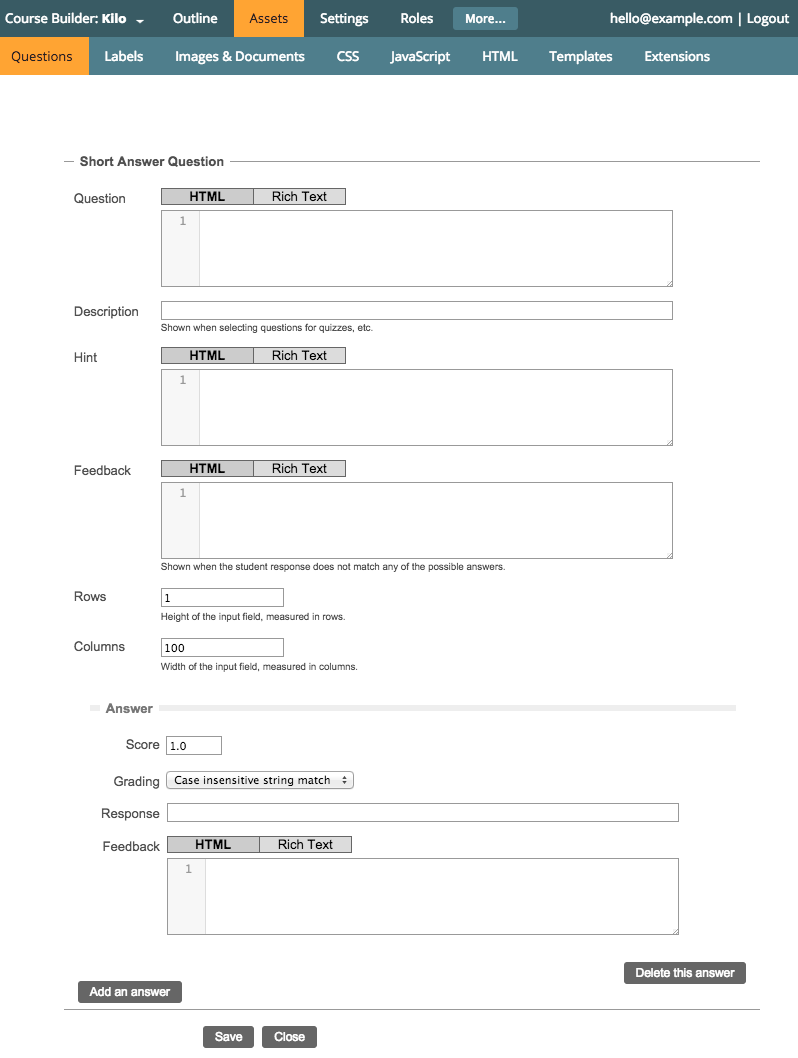 Course Builder: Kilo Outline Assets Settings Roles More... hello@example.com | Logout
Questions Labels Images & Documents CSS JavaScript HTML Templates Extensions
Short Answer Question
Question HTML Rich Text
1
Description
Shown when selecting questions for quizzes, etc.
Hint HTML Rich Text
1
Feedback HTML Rich Text
1
Shown when the student response does not match any of the possible answers.
Rows 1
Height of the input field, measured in rows.
Columns 100
Width of the input field, measured in columns.
Answer
Score 1.0
Grading Case insensitive string match
Response
Feedback HTML Rich Text
1
Delete this answer
Add an answer
Save Close